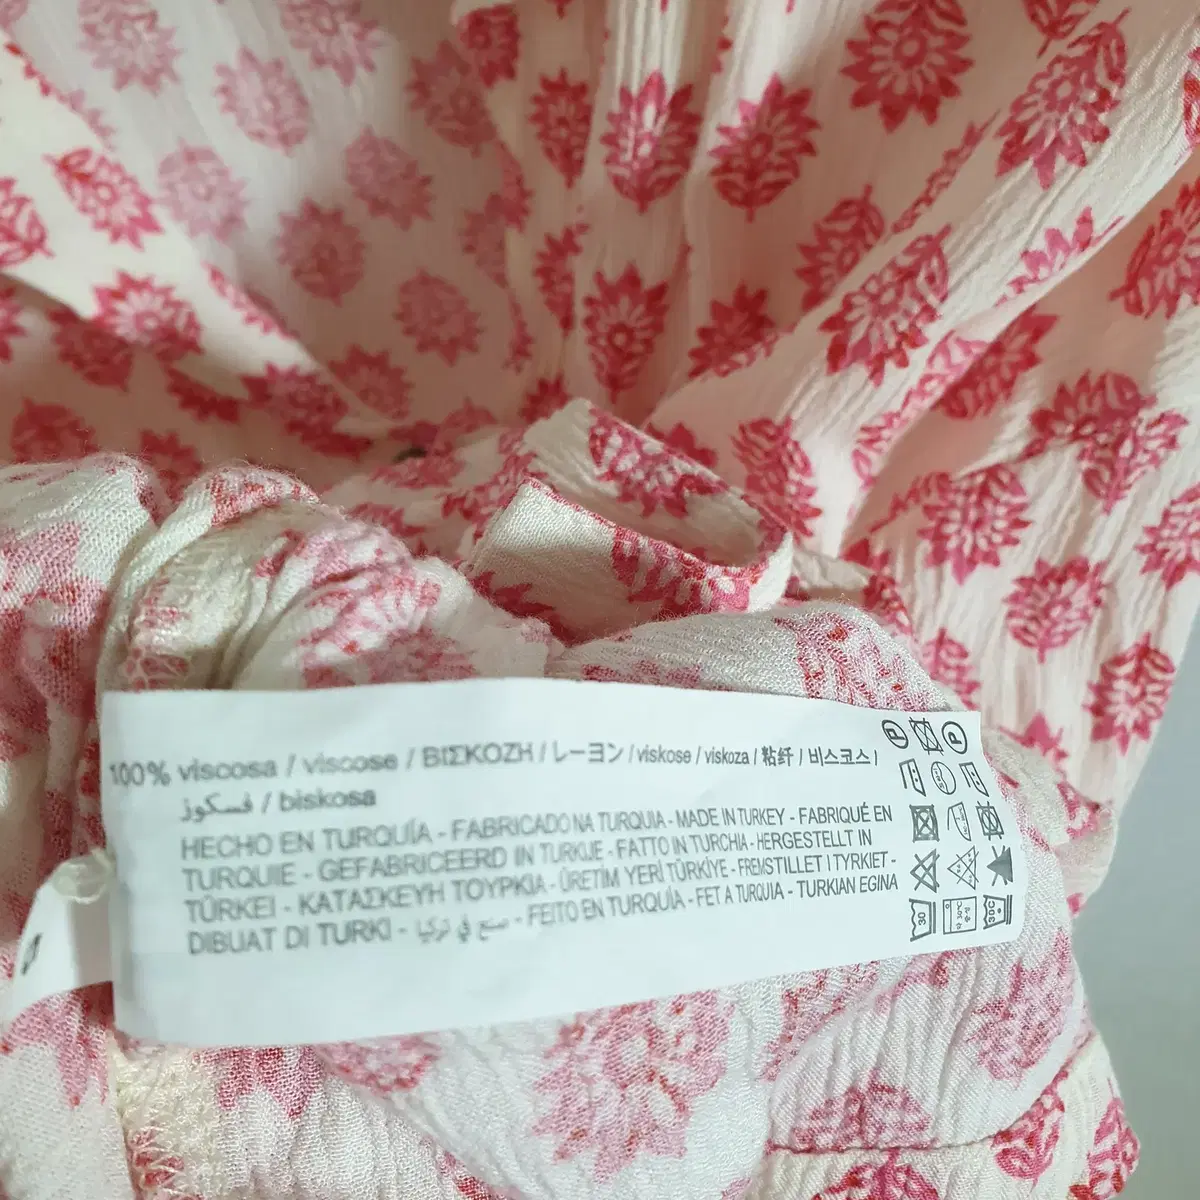 100% viscosa / viscose / ΒΙΣΚΟΖΗ / レーヨン / viskose / viskoza / 粘纤 / 비스코스 /
فسكوز / biskosa
HECHO EN TURQUÍA - FABRICADO NA TURQUIA - MADE IN TURKEY - FABRIQUÉ EN
TURQUIE - GEFABRICEERD IN TURKIJE - FATTO IN TURCHIA - HERGESTELLT IN
TÜRKEI - ΚΑΤΑΣΚΕΥΗ ΤΟΥΡΚΙΑ - ÜRETİM YERİ TÜRKİYE - FREMSTILLET I TYRKIET -
DIBUAT DI TURKI - صنع في تركيا - FEITO EN TURQUÍA - FET A TURQUIA - TURKIAN EGINA
P P
30 30℃ 30C